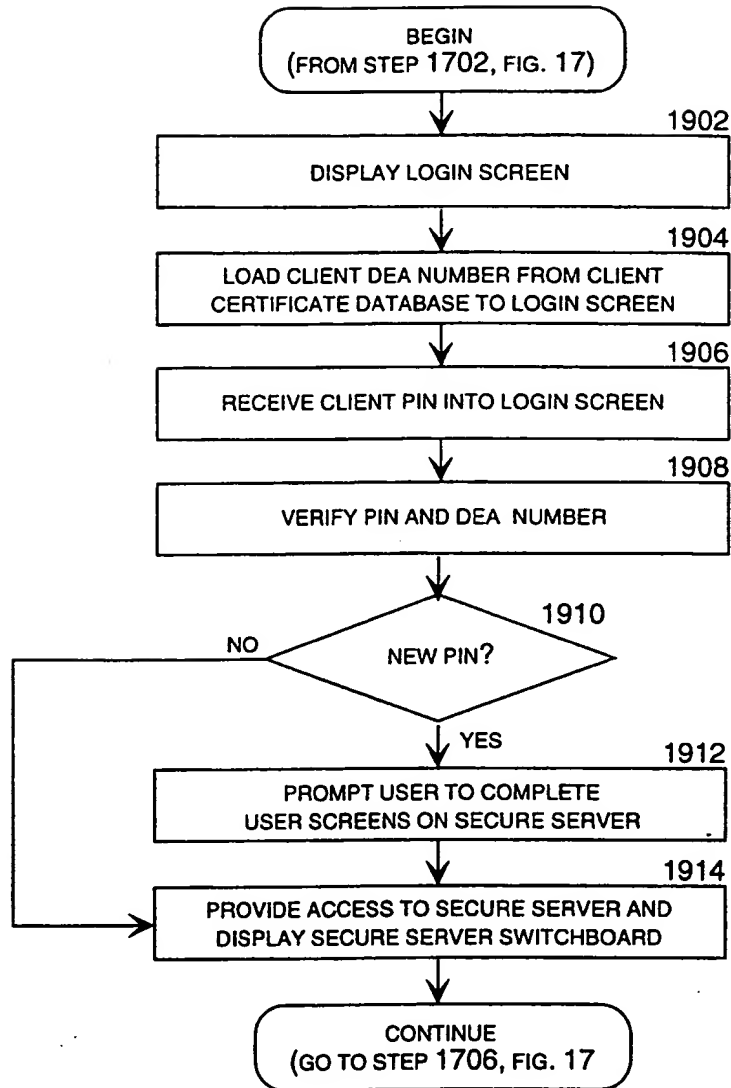 BEGIN
(FROM STEP 1702, FIG. 17)
1902
DISPLAY LOGIN SCREEN
1904
LOAD CLIENT DEA NUMBER FROM CLIENT
CERTIFICATE DATABASE TO LOGIN SCREEN
1906
RECEIVE CLIENT PIN INTO LOGIN SCREEN
1908
VERIFY PIN AND DEA NUMBER
1910
NO
NEW PIN?
YES
1912
PROMPT USER TO COMPLETE
USER SCREENS ON SECURE SERVER
1914
PROVIDE ACCESS TO SECURE SERVER AND
DISPLAY SECURE SERVER SWITCHBOARD
CONTINUE
(GO TO STEP 1706, FIG. 17